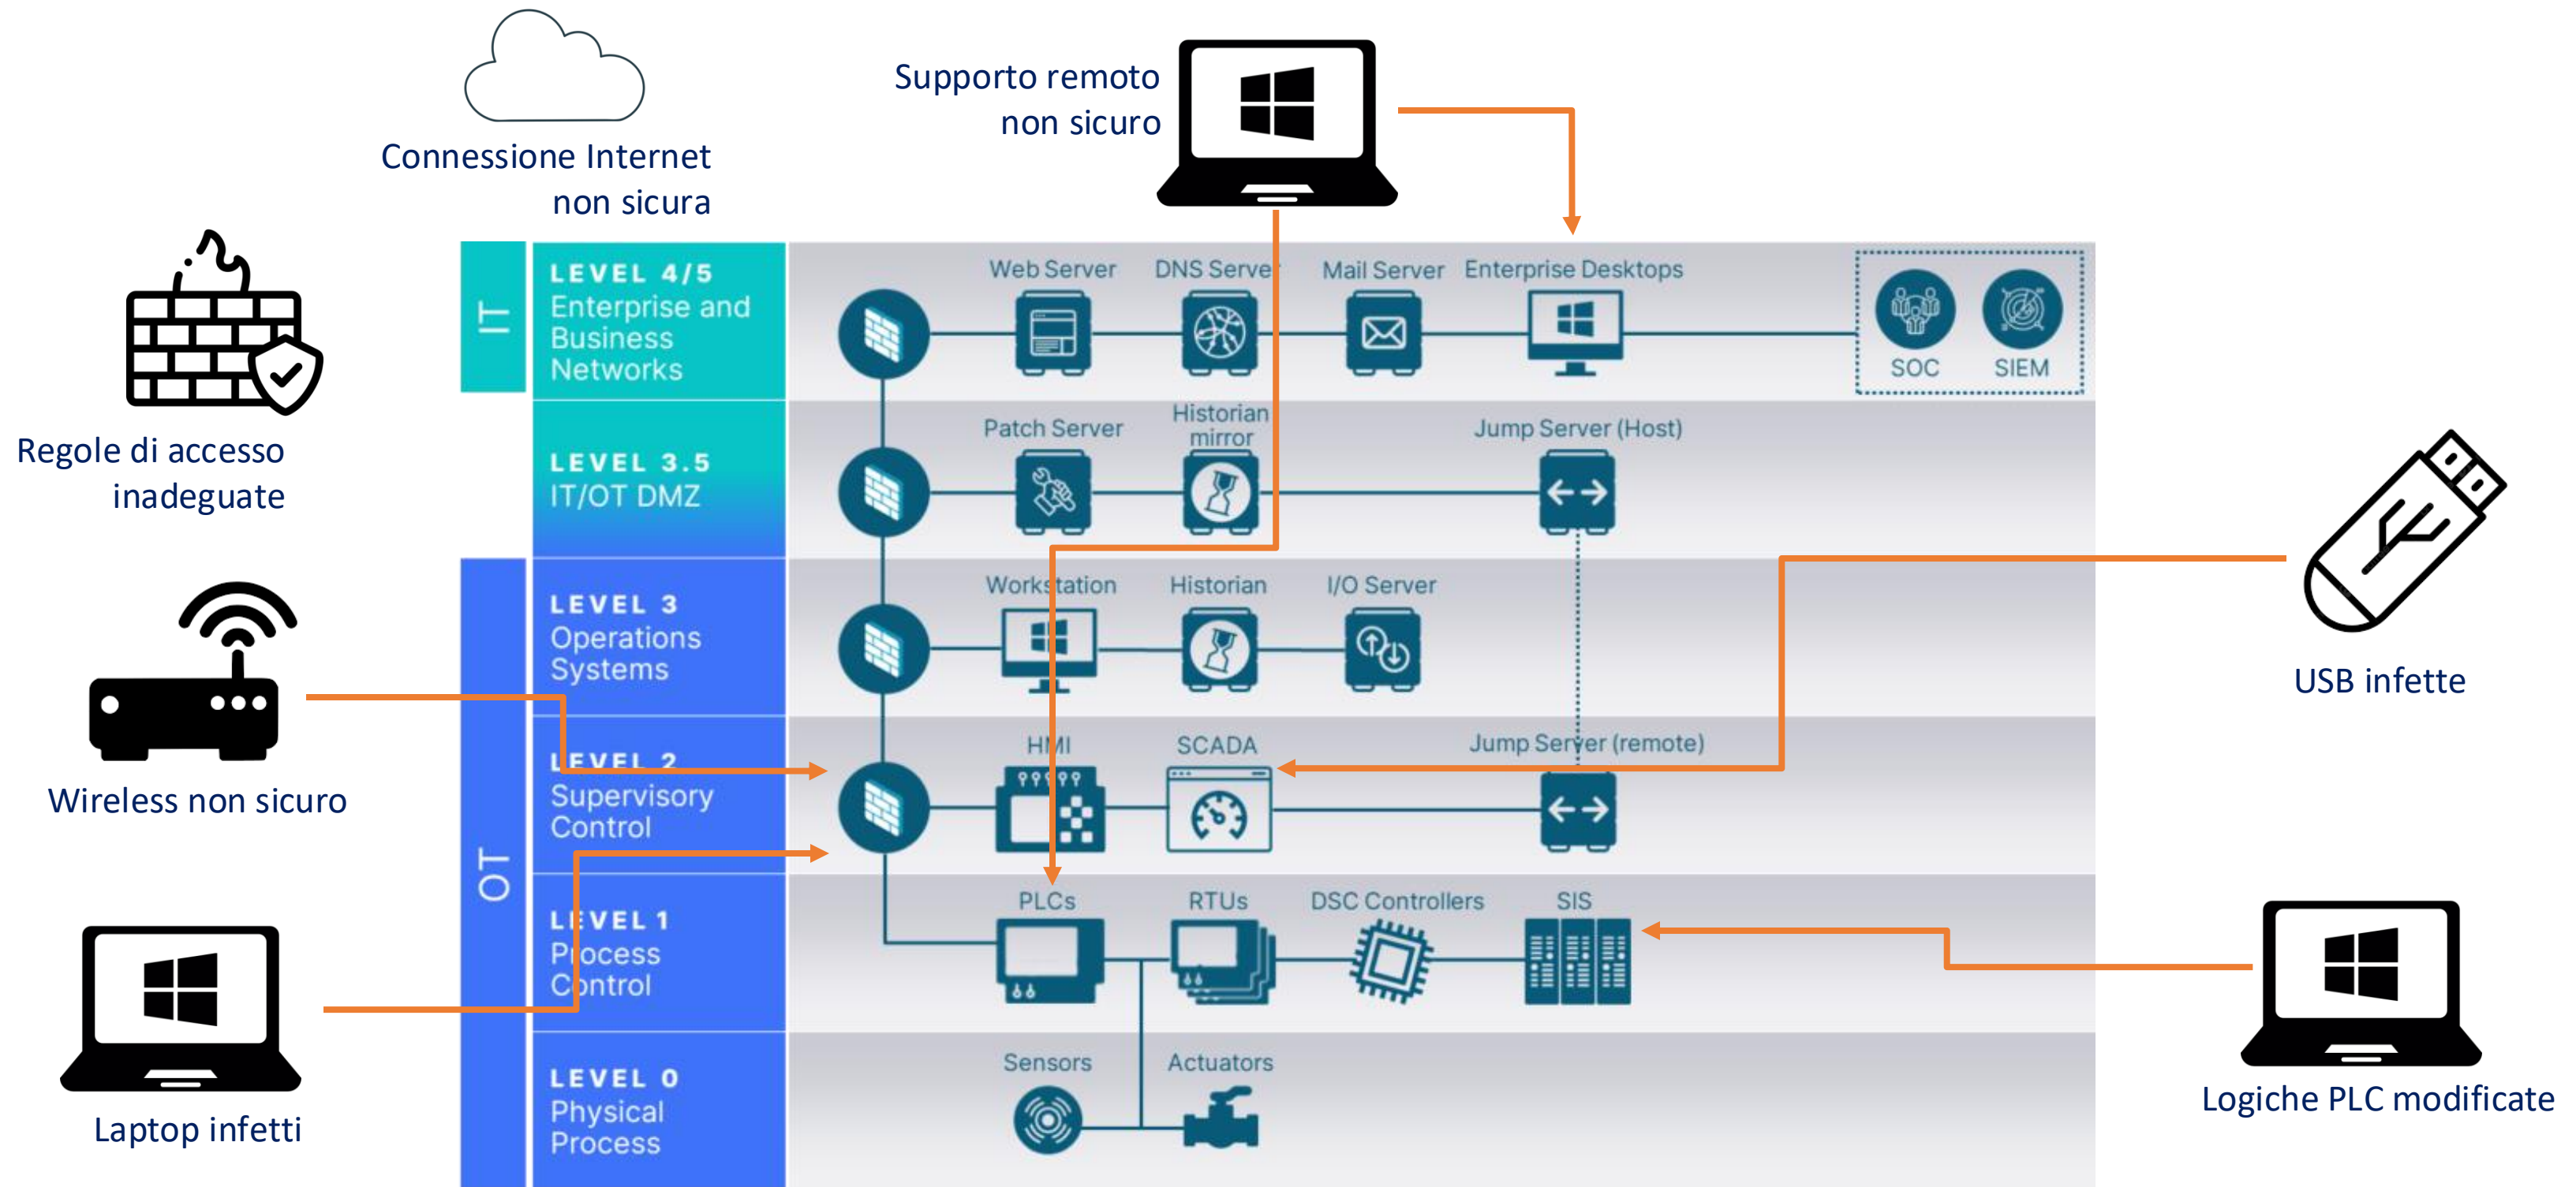 Supporto remoto
non sicuro
Connessione Internet
non sicura
Regole di accesso
inadeguate
Wireless non sicuro
Laptop infetti
IT
LEVEL 4/5
Enterprise and
Business
Networks
Web Server
DNS Server
Mail Server
Enterprise Desktops
SOC
SIEM
LEVEL 3.5
IT/OT DMZ
Patch Server
Historian
mirror
Jump Server (Host)
OT
LEVEL 3
Operations
Systems
Workstation
Historian
I/O Server
LEVEL 2
Supervisory
Control
HMI
SCADA
Jump Server (remote)
LEVEL 1
Process
Control
PLCs
RTUs
DSC Controllers
SIS
LEVEL 0
Physical
Process
Sensors
Actuators
USB infette
Logiche PLC modificate